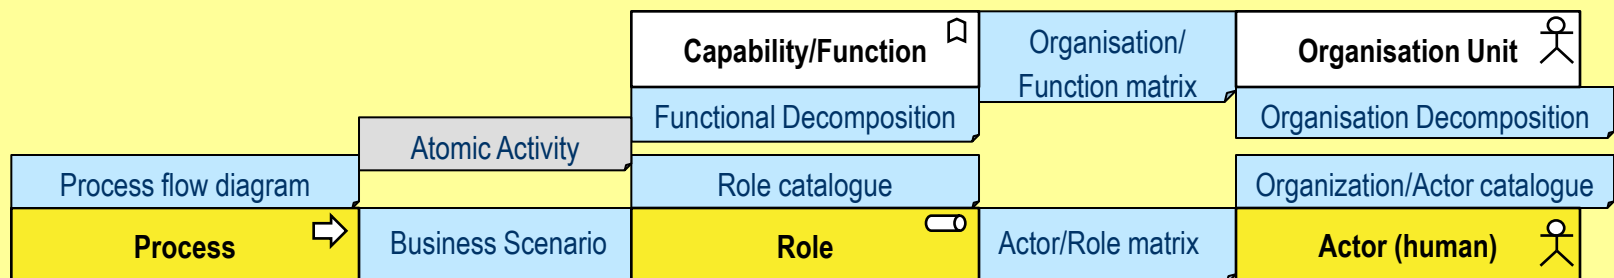 Capability/Function
Organisation/
Function matrix
Organisation Unit
Functional Decomposition
Organisation Decomposition
Atomic Activity
Process flow diagram
Role catalogue
Organization/Actor catalogue
Process
Business Scenario
Role
Actor/Role matrix
Actor (human)